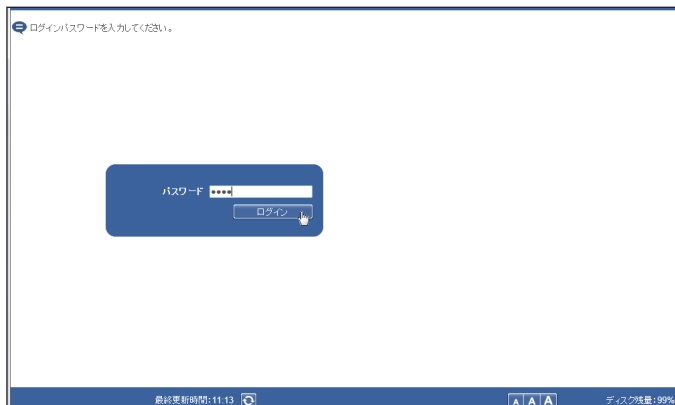 ログインパスワードを入力してください。
パスワード ••••
ログイン
最終更新時間:11:13 A A A ディスク残量:99%